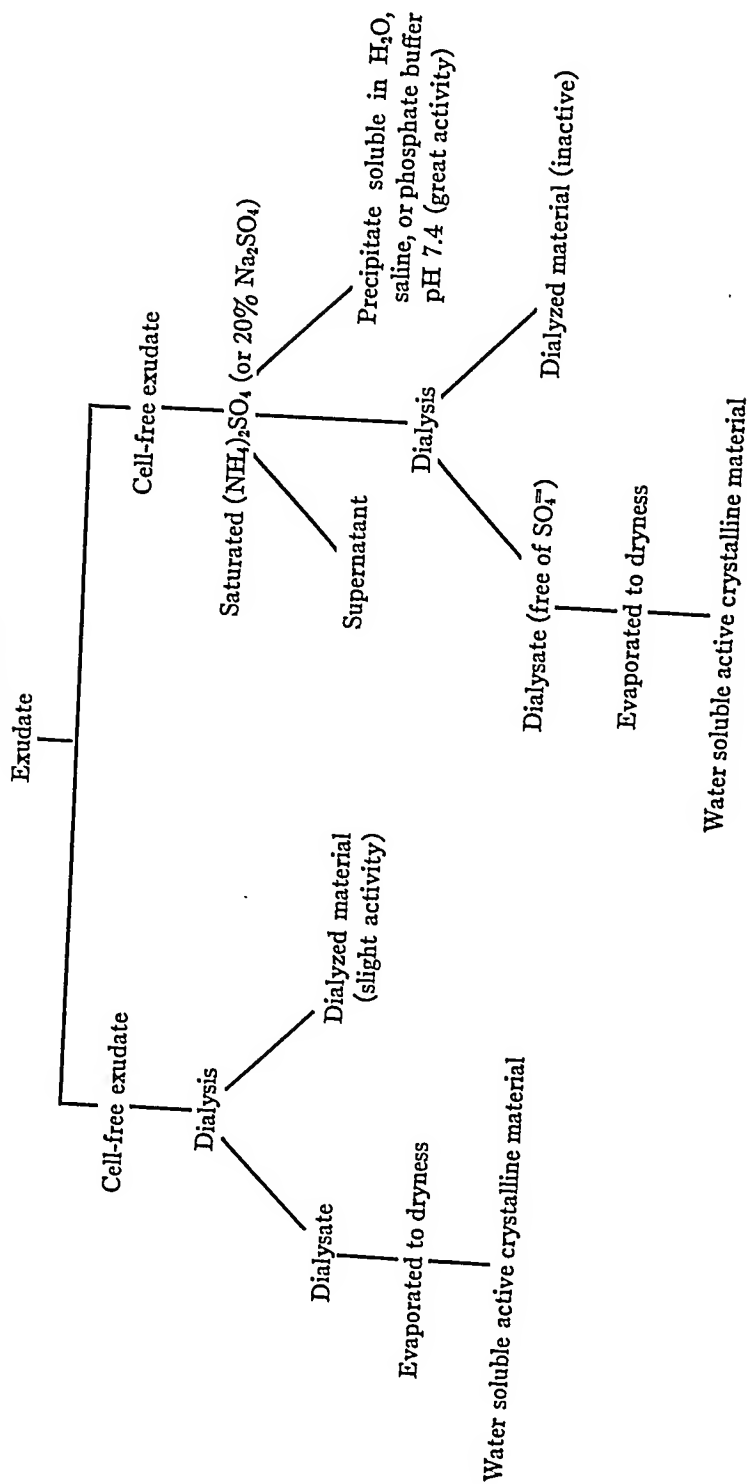 Exudate
Cell-free exudate
Dialysis
Dialysate
Dialyzed material
(slight activity)
Evaporated to dryness
Water soluble active crystalline material
Cell-free exudate
Saturated (NH₄)₂SO₄ (or 20% Na₂SO₄)
Supernatant
Precipitate soluble in H₂O,
saline, or phosphate buffer
pH 7.4 (great activity)
Dialysis
Dialysate (free of SO₄⁼)
Dialyzed material (inactive)
Evaporated to dryness
Water soluble active crystalline material